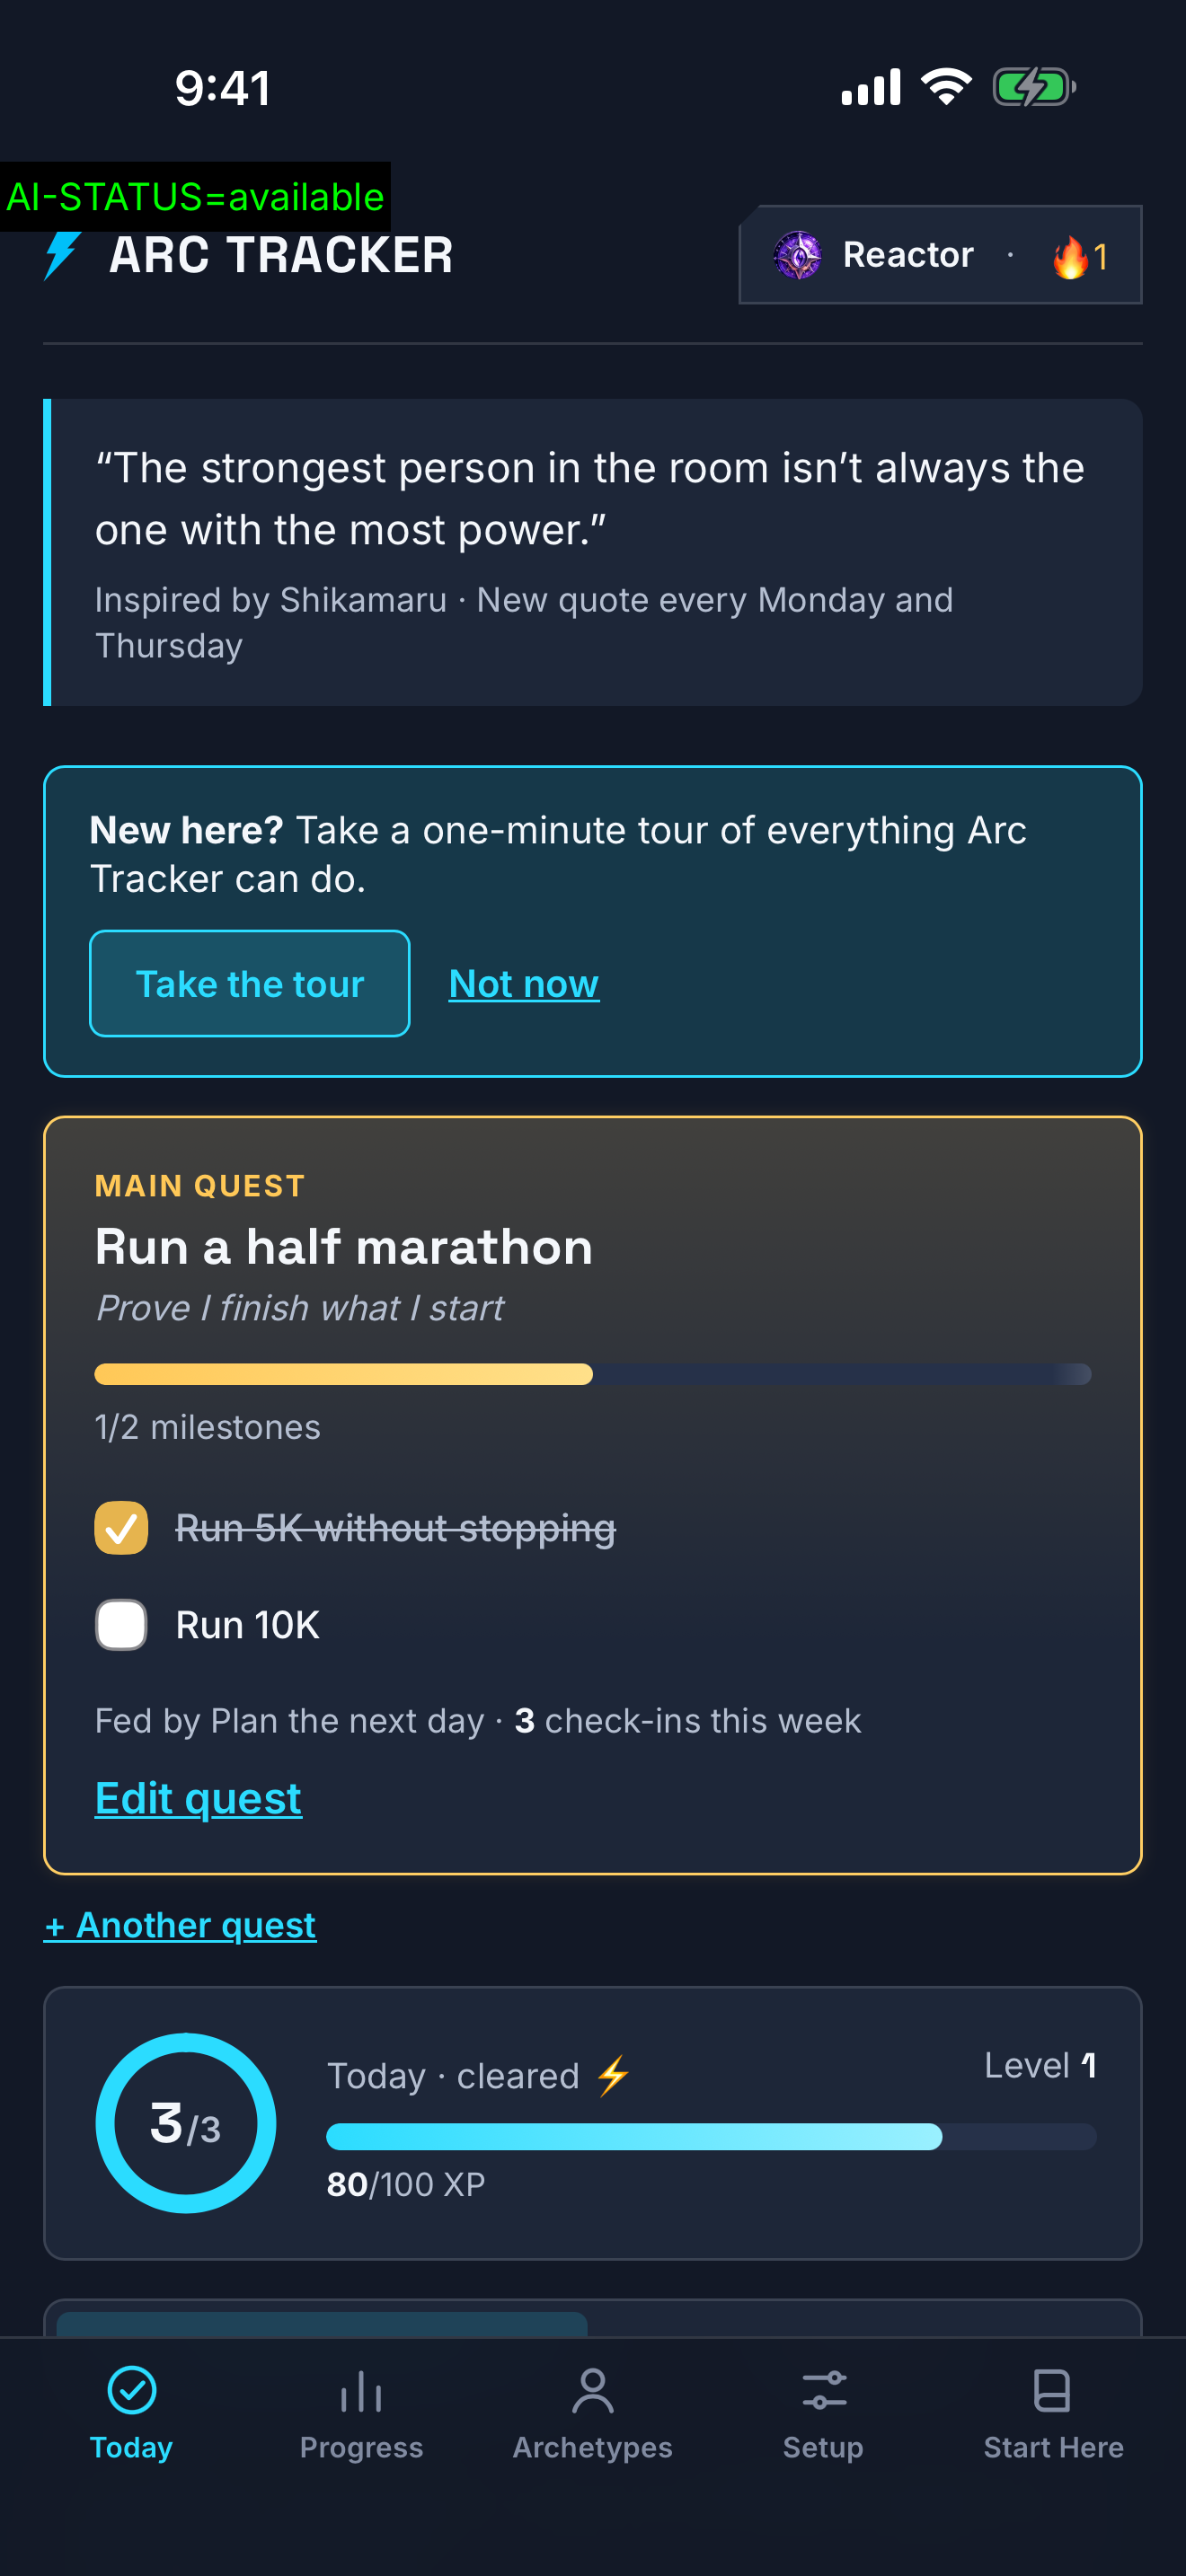 9:41
AI-STATUS=available
ARC TRACKER
Reactor · 🔥1
“The strongest person in the room isn’t always the
one with the most power.”
Inspired by Shikamaru · New quote every Monday and
Thursday
New here? Take a one-minute tour of everything Arc
Tracker can do.
Take the tour
Not now
MAIN QUEST
Run a half marathon
Prove I finish what I start
1/2 milestones
Run 5K without stopping
Run 10K
Fed by Plan the next day · 3 check-ins this week
Edit quest
+ Another quest
3/3
Today · cleared ⚡
Level 1
80/100 XP
Today
Progress
Archetypes
Setup
Start Here